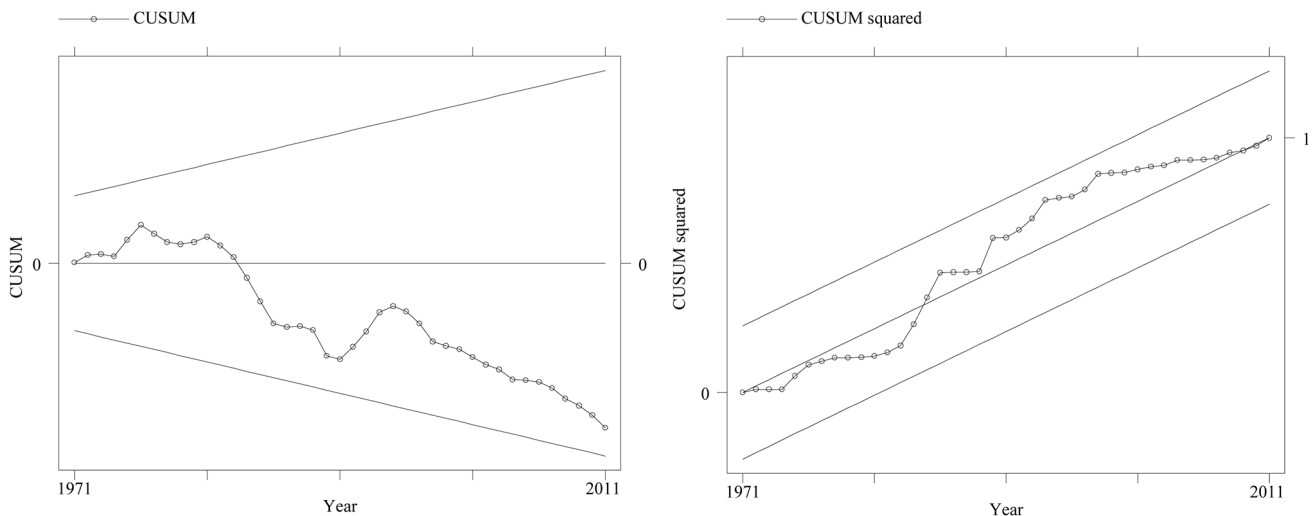 CUSUM
CUSUM
0
0
1971
2011
Year
CUSUM squared
CUSUM squared
1
0
1971
2011
Year